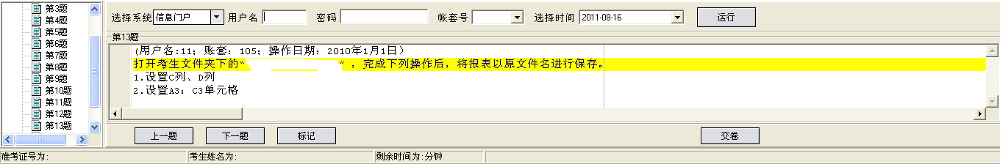 第3题
第4题
第5题
第6题
第7题
第8题
第9题
第10题
第11题
第12题
第13题
选择系统 信息门户 用户名 密码 帐套号 选择时间 2011-08-16 运行
第13题
(用户名:11; 账套: 105; 操作日期: 2010年1月1日)
打开考生文件夹下的“ ”, 完成下列操作后, 将报表以原文件名进行保存。
1.设置C列、D列
2.设置A3: C3单元格
上一题 下一题 标记 交卷
准考证号为: 考生姓名为: 剩余时间为:分钟